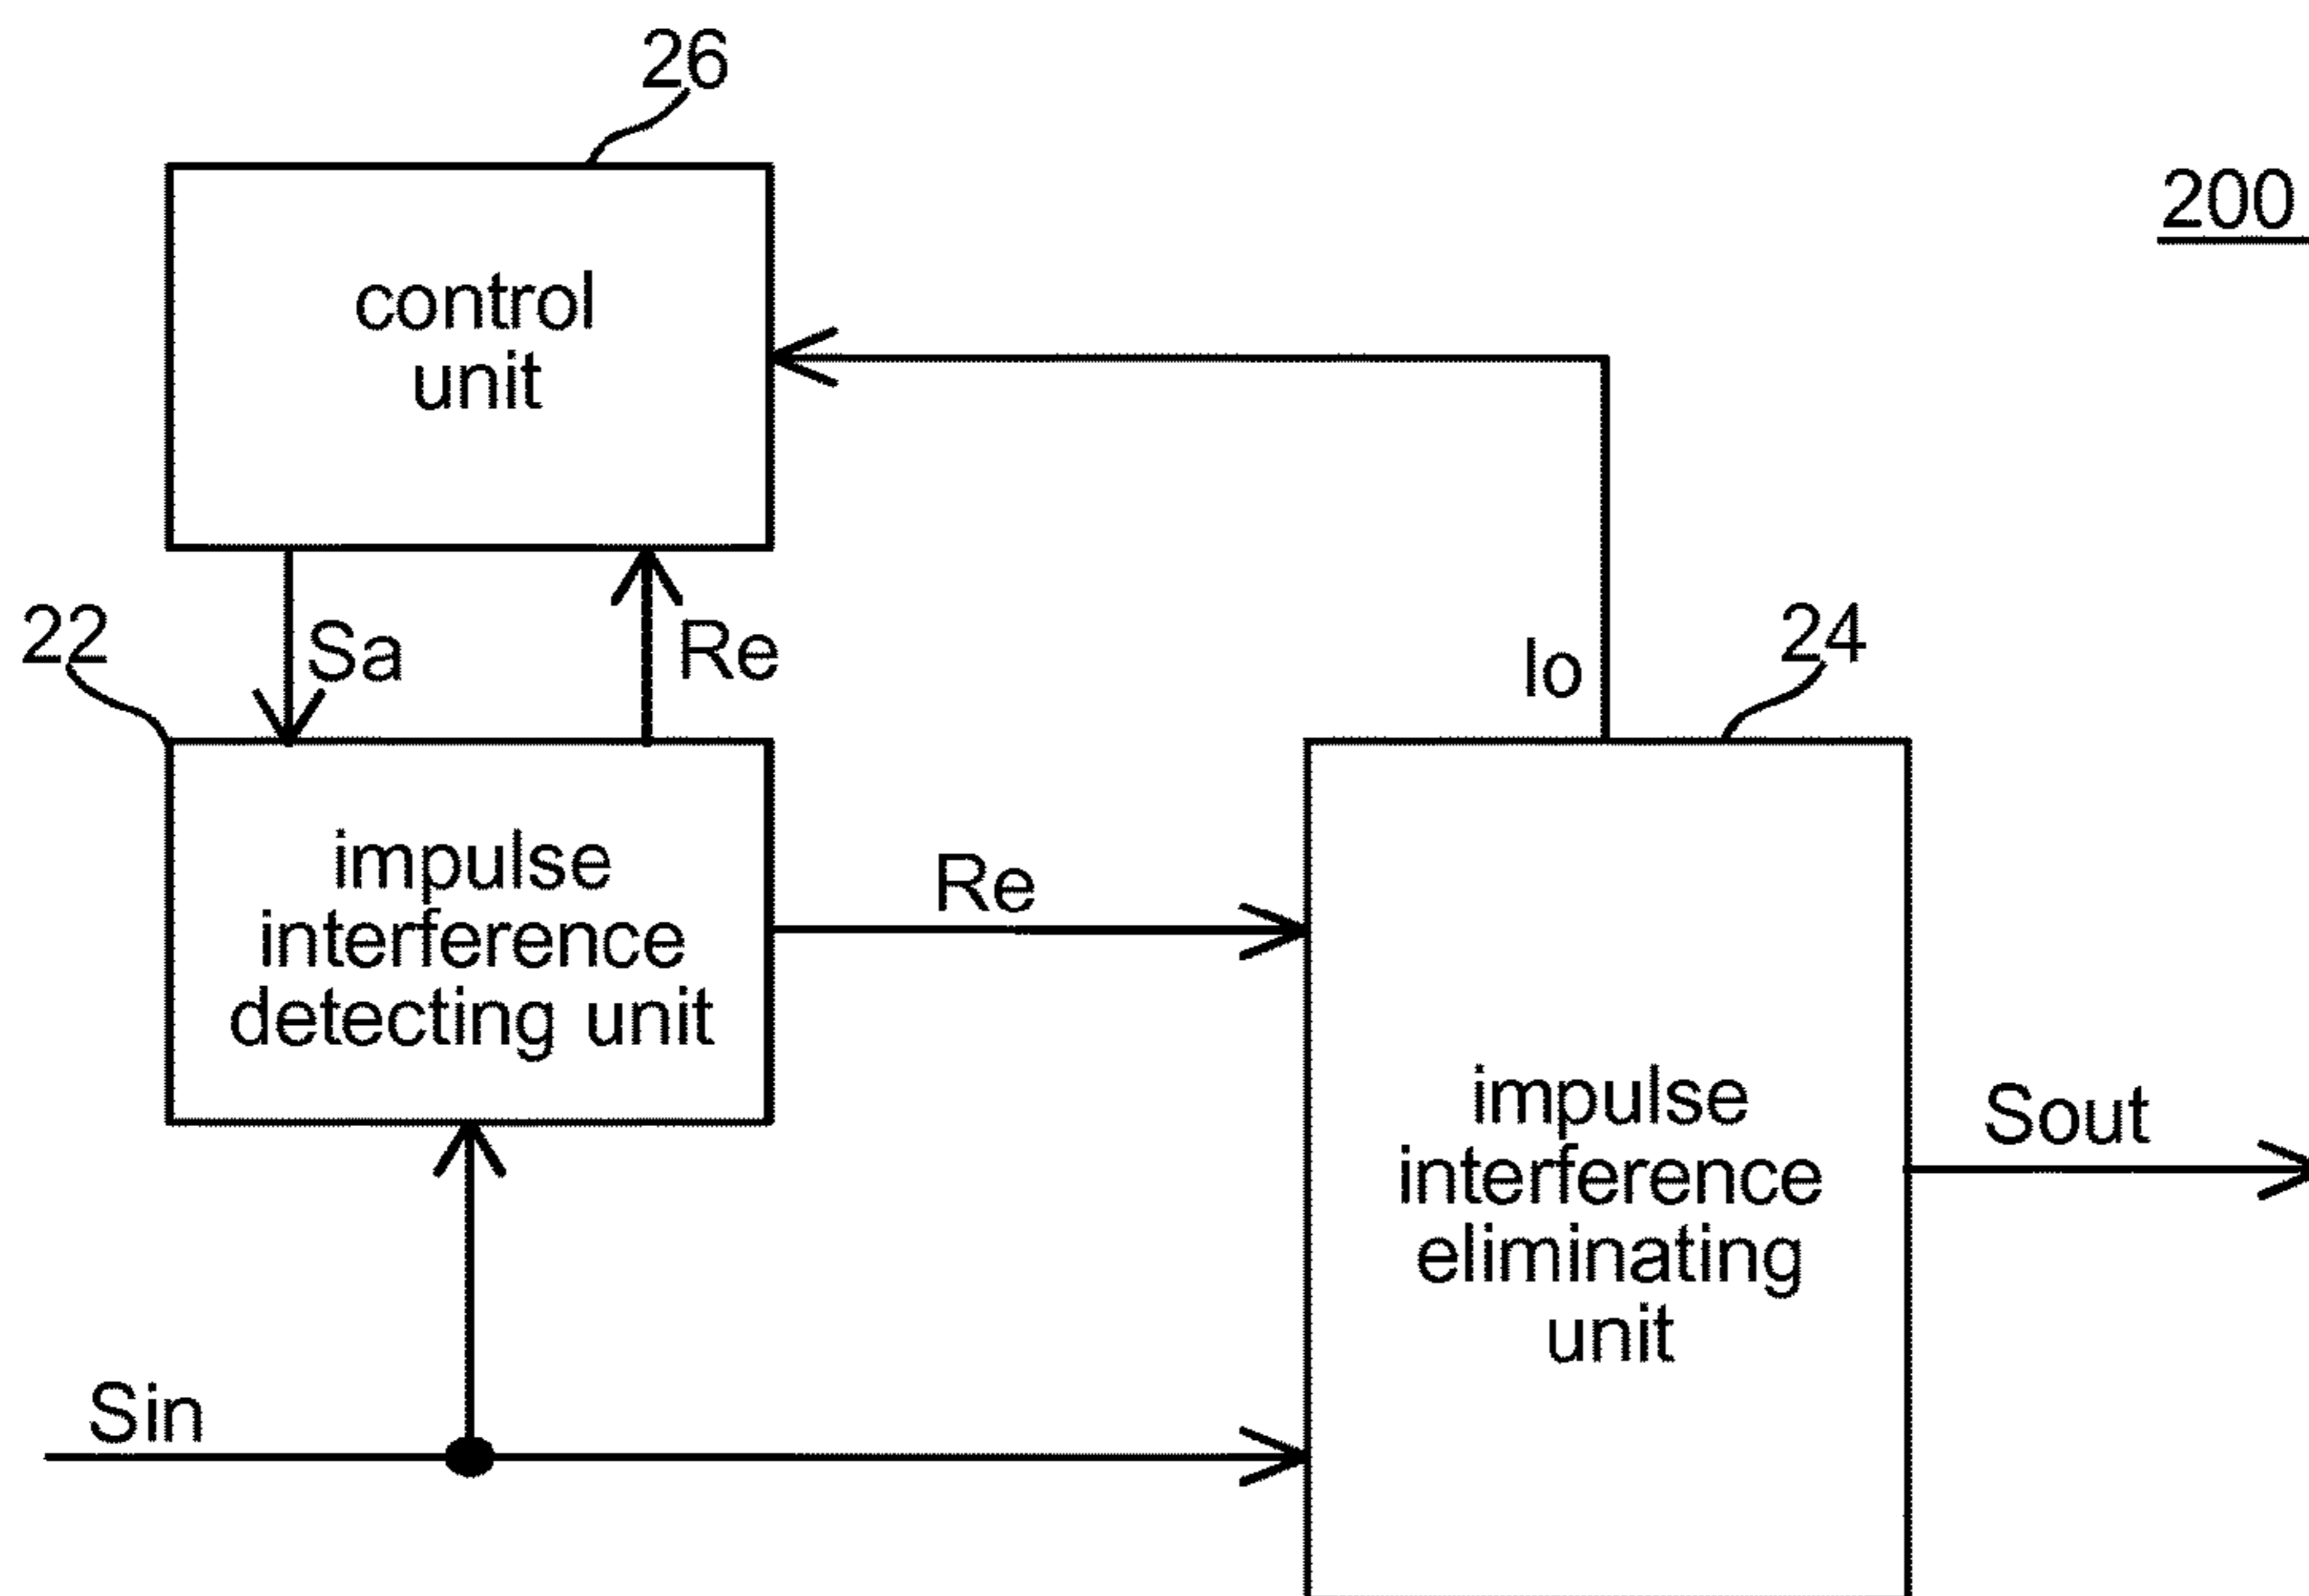 26
200
control
unit
22
Sa
Re
Io
24
impulse
interference
detecting unit
Re
impulse
interference
eliminating
unit
Sout
Sin